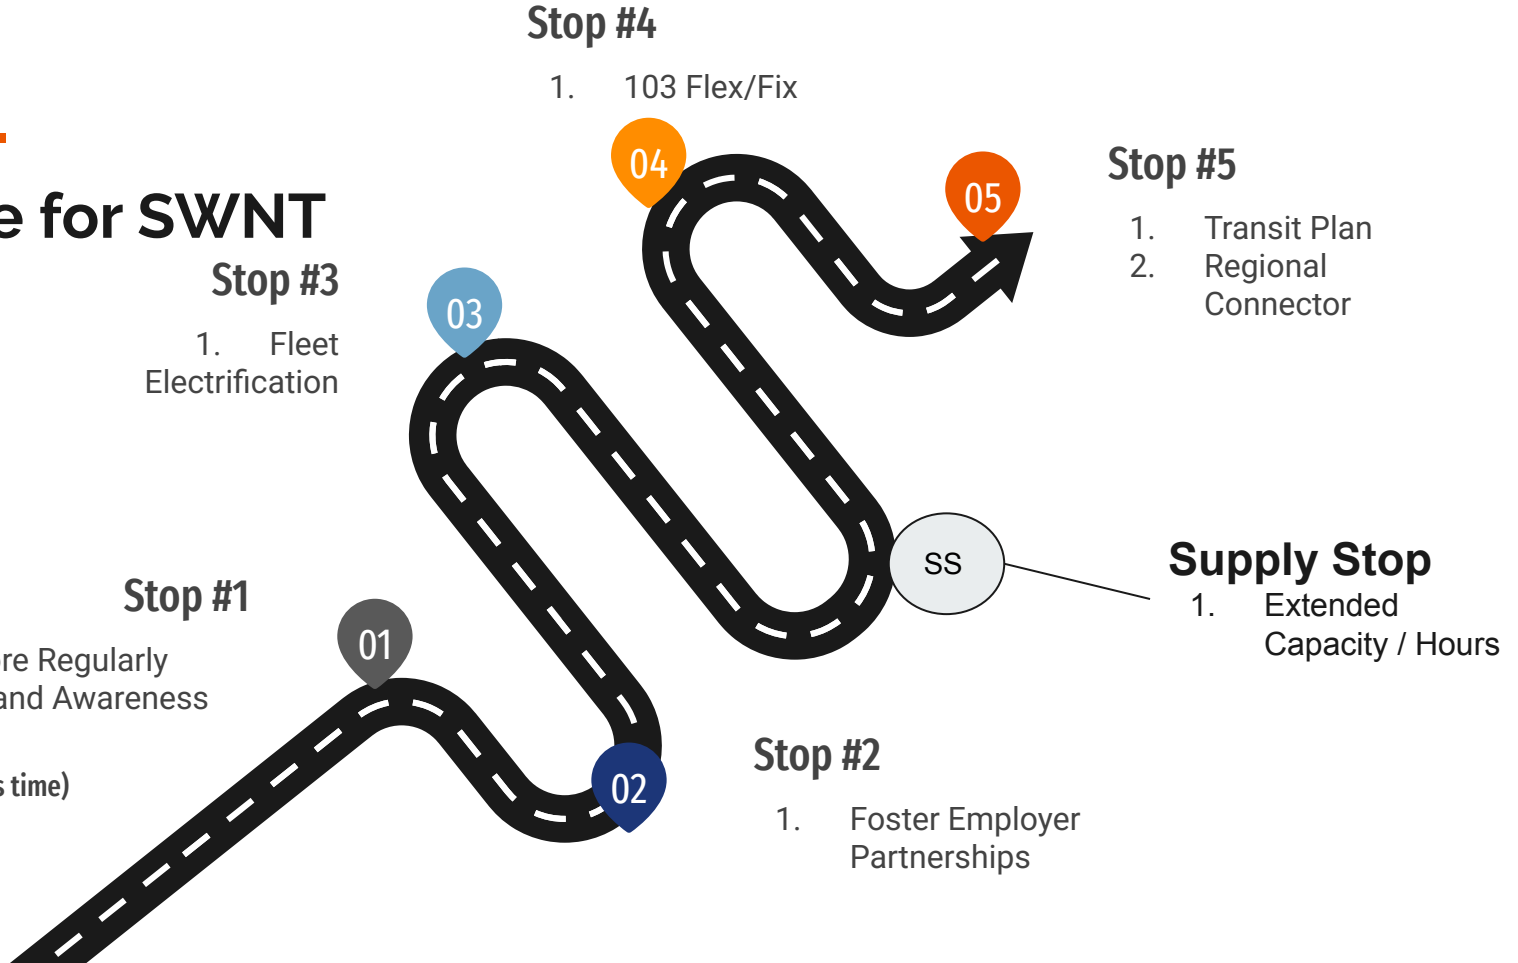 Stop #4
1. 103 Flex/Fix
e for SWNT
Stop #3
1. Fleet
Electrification
Stop #5
1. Transit Plan
2. Regional
Connector
04
05
03
SS
Supply Stop
1. Extended
Capacity / Hours
Stop #1
re Regularly
and Awareness
s time)
01
02
Stop #2
1. Foster Employer
Partnerships